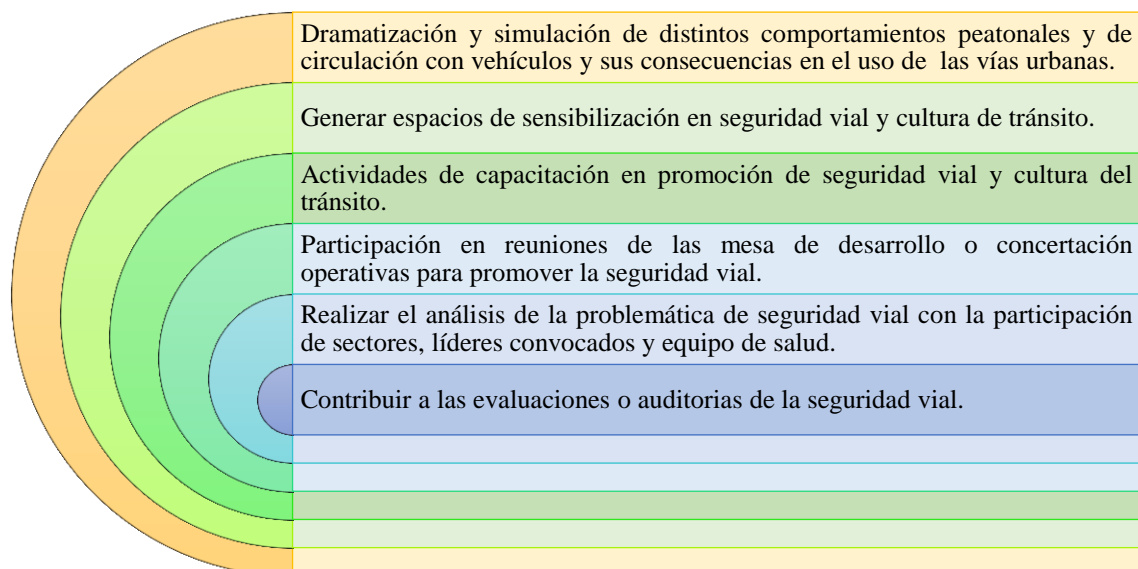 Dramatización y simulación de distintos comportamientos peatonales y de
circulación con vehículos y sus consecuencias en el uso de las vías urbanas.
Generar espacios de sensibilización en seguridad vial y cultura de tránsito.
Actividades de capacitación en promoción de seguridad vial y cultura del
tránsito.
Participación en reuniones de las mesa de desarrollo o concertación
operativas para promover la seguridad vial.
Realizar el análisis de la problemática de seguridad vial con la participación
de sectores, líderes convocados y equipo de salud.
Contribuir a las evaluaciones o auditorias de la seguridad vial.